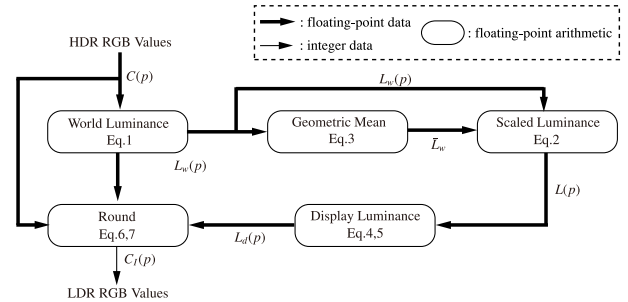 : floating-point data
: integer data
: floating-point arithmetic
HDR RGB Values
C(p)
L_w(p)
World Luminance
Eq.1
Geometric Mean
Eq.3
Scaled Luminance
Eq.2
L̄_w
L_w(p)
L(p)
Round
Eq.6,7
Display Luminance
Eq.4,5
L_d(p)
C_I(p)
LDR RGB Values